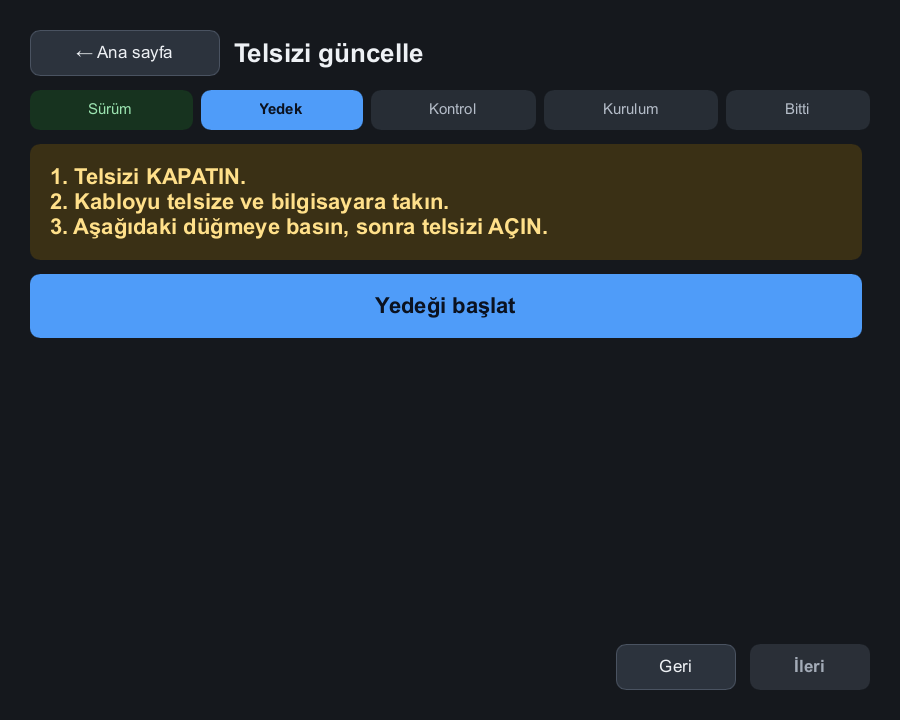 ← Ana sayfa
Telsizi güncelle
Sürüm
Yedek
Kontrol
Kurulum
Bitti
1. Telsizi KAPATIN.
2. Kabloyu telsize ve bilgisayara takın.
3. Aşağıdaki düğmeye basın, sonra telsizi AÇIN.
Yedeği başlat
Geri
İleri